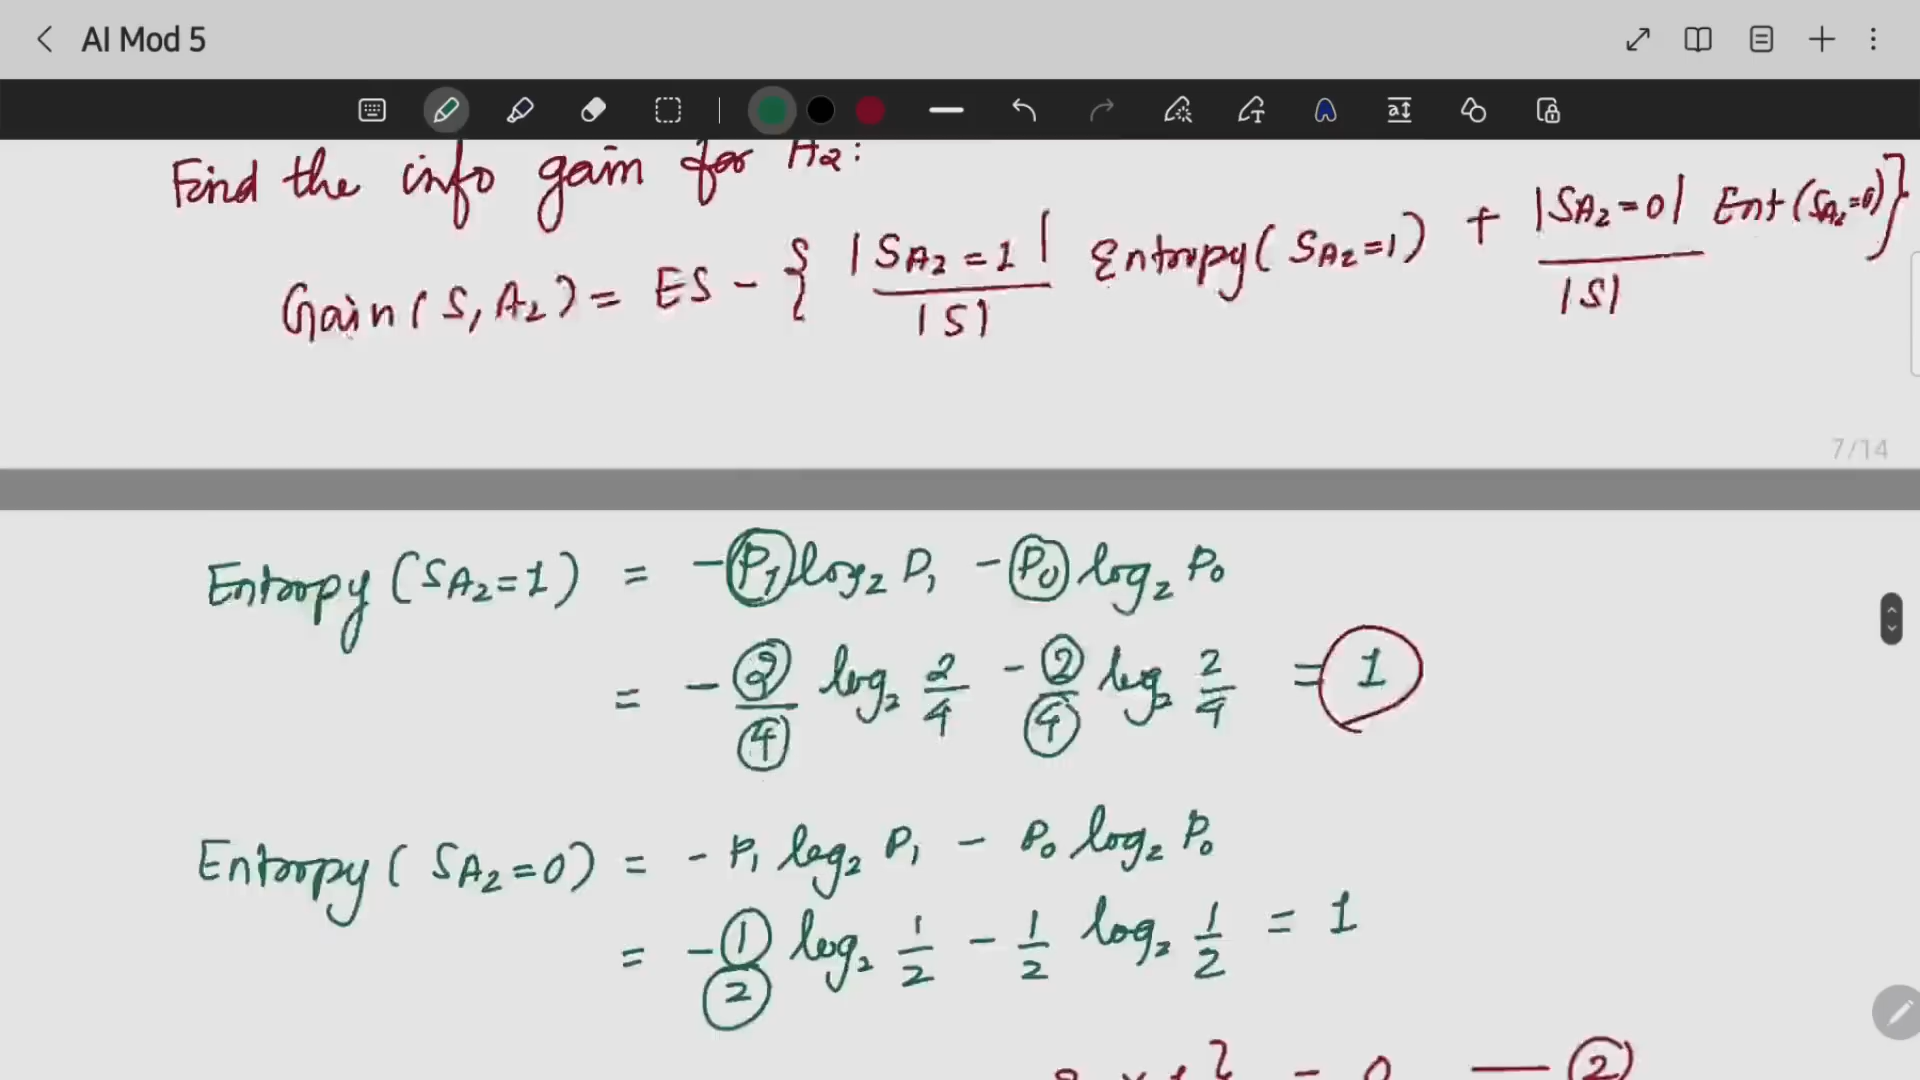 AI Mod 5
Find the info gain for A2:
Gain(S, A2) = ES - { |SA2=1| / |S| Entropy(SA2=1) + |SA2=0| / |S| Ent(SA2=0) }
7/14
Entropy(SA2=1) = -P1 log2 P1 - P0 log2 P0
= -2/4 log2 2/4 - 2/4 log2 2/4 = 1
Entropy(SA2=0) = -P1 log2 P1 - P0 log2 P0
= -1/2 log2 1/2 - 1/2 log2 1/2 = 1
} = 0 — 2